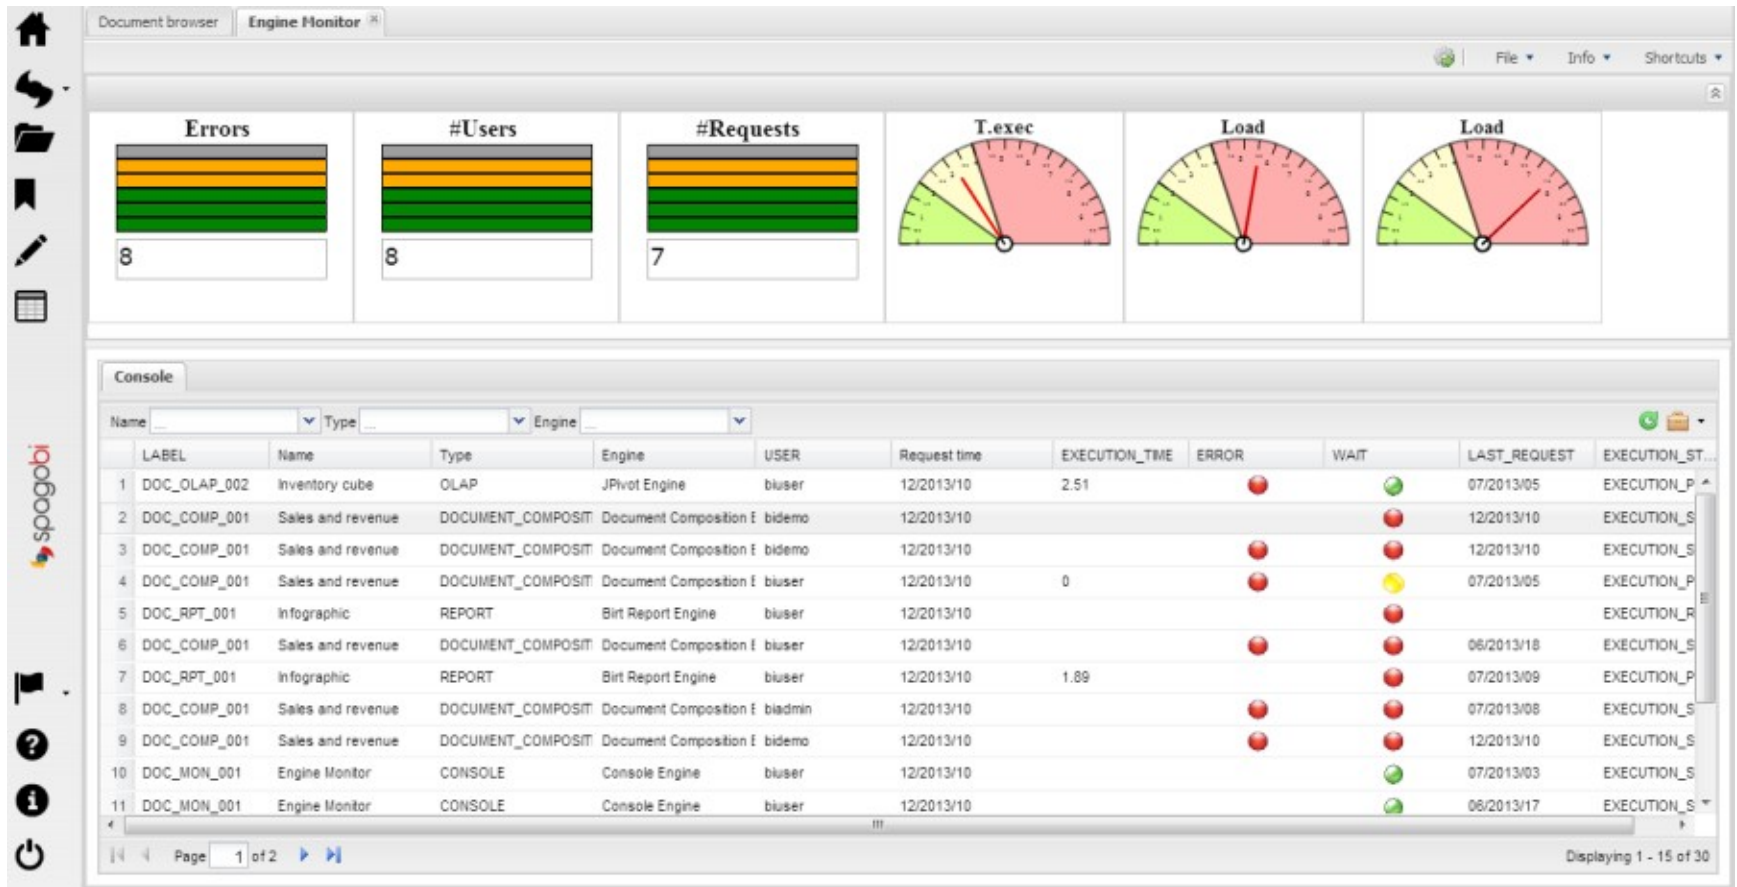 Document browser Engine Monitor
File Info Shortcuts
Errors #Users #Requests T.exec Load Load
8 8 7
Console
Name ... Type ... Engine ...
LABEL Name Type Engine USER Request time EXECUTION_TIME ERROR WAIT LAST_REQUEST EXECUTION_ST...
1 DOC_OLAP_002 Inventory cube OLAP JPivot Engine biuser 12/2013/10 2.51 07/2013/05 EXECUTION_P
2 DOC_COMP_001 Sales and revenue DOCUMENT_COMPOSIT Document Composition E bidemo 12/2013/10 12/2013/10 EXECUTION_S
3 DOC_COMP_001 Sales and revenue DOCUMENT_COMPOSIT Document Composition E bidemo 12/2013/10 12/2013/10 EXECUTION_S
4 DOC_COMP_001 Sales and revenue DOCUMENT_COMPOSIT Document Composition E biuser 12/2013/10 0 07/2013/05 EXECUTION_P
5 DOC_RPT_001 Infographic REPORT Birt Report Engine biuser 12/2013/10 EXECUTION_R
6 DOC_COMP_001 Sales and revenue DOCUMENT_COMPOSIT Document Composition E biuser 12/2013/10 06/2013/18 EXECUTION_S
7 DOC_RPT_001 Infographic REPORT Birt Report Engine biuser 12/2013/10 1.89 07/2013/09 EXECUTION_P
8 DOC_COMP_001 Sales and revenue DOCUMENT_COMPOSIT Document Composition E biadmin 12/2013/10 07/2013/08 EXECUTION_S
9 DOC_COMP_001 Sales and revenue DOCUMENT_COMPOSIT Document Composition E bidemo 12/2013/10 12/2013/10 EXECUTION_S
10 DOC_MON_001 Engine Monitor CONSOLE Console Engine biuser 12/2013/10 07/2013/03 EXECUTION_S
11 DOC_MON_001 Engine Monitor CONSOLE Console Engine biuser 12/2013/10 06/2013/17 EXECUTION_S
Page 1 of 2 Displaying 1 - 15 of 30
spagobi